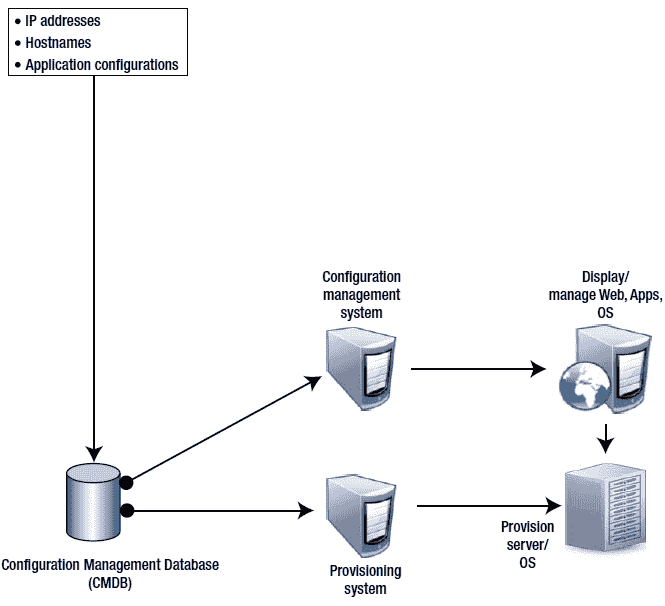 • IP addresses
• Hostnames
• Application configurations
Configuration
management
system
Display/
manage Web, Apps,
OS
Configuration Management Database
(CMDB)
Provisioning
system
Provision
server/
OS